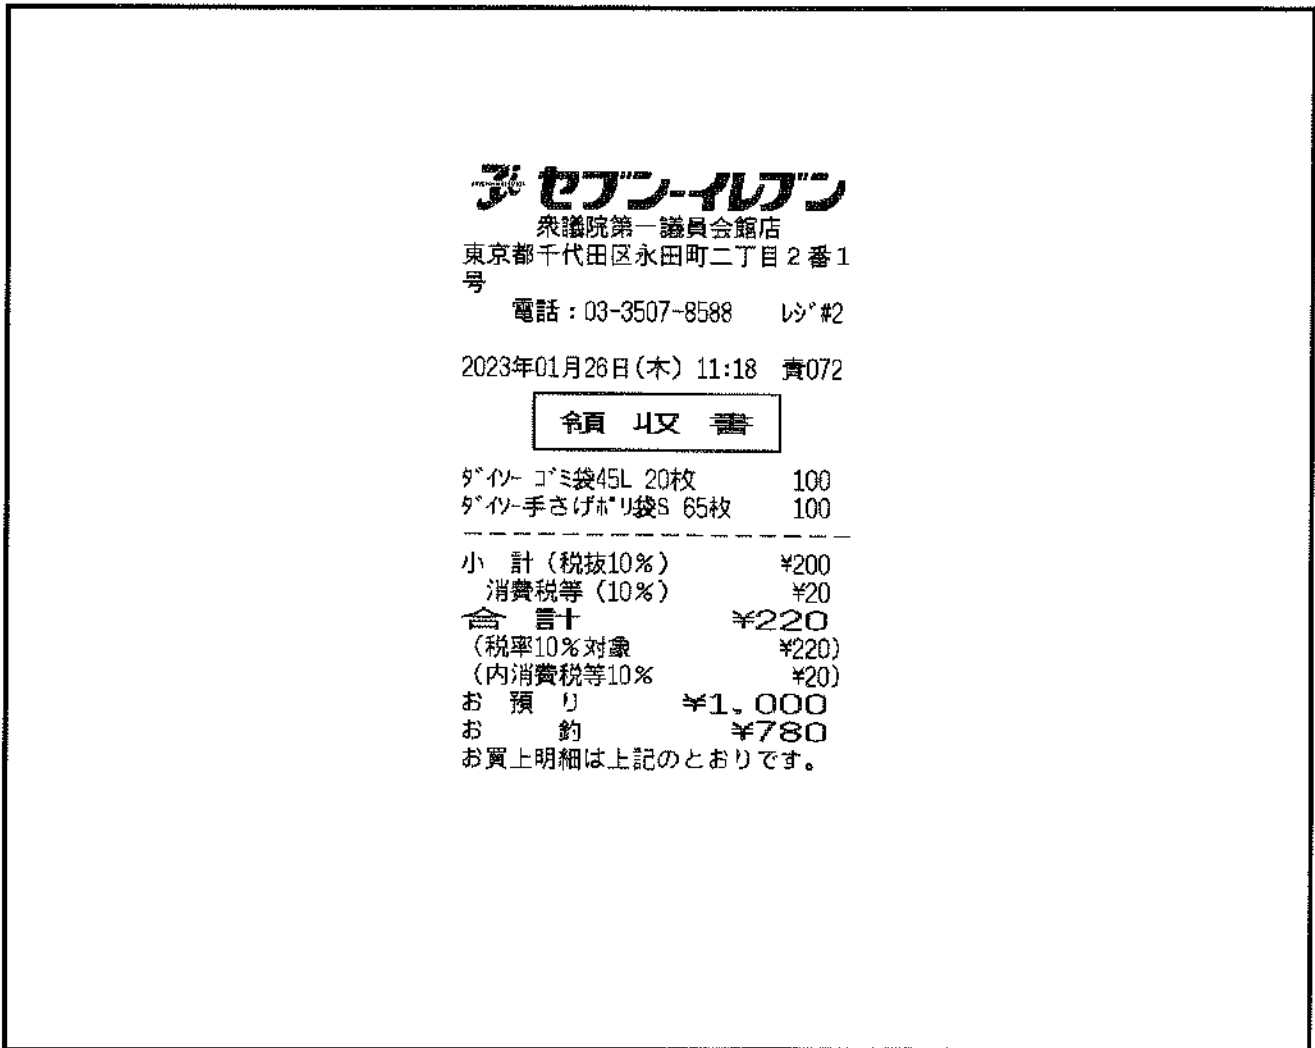 セブン-イレブン
衆議院第一議員会館店
東京都千代田区永田町二丁目2番1
号
電話:03-3507-8588 レジ#2
2023年01月26日(木) 11:18 責072
領収書
ダイソー ゴミ袋45L 20枚 100
ダイソー手さげポリ袋S 65枚 100
小 計(税抜10%) ¥200
消費税等(10%) ¥20
合 計 ¥220
(税率10%対象 ¥220)
(内消費税等10% ¥20)
お 預 り ¥1,000
お 釣 ¥780
お買上明細は上記のとおりです。